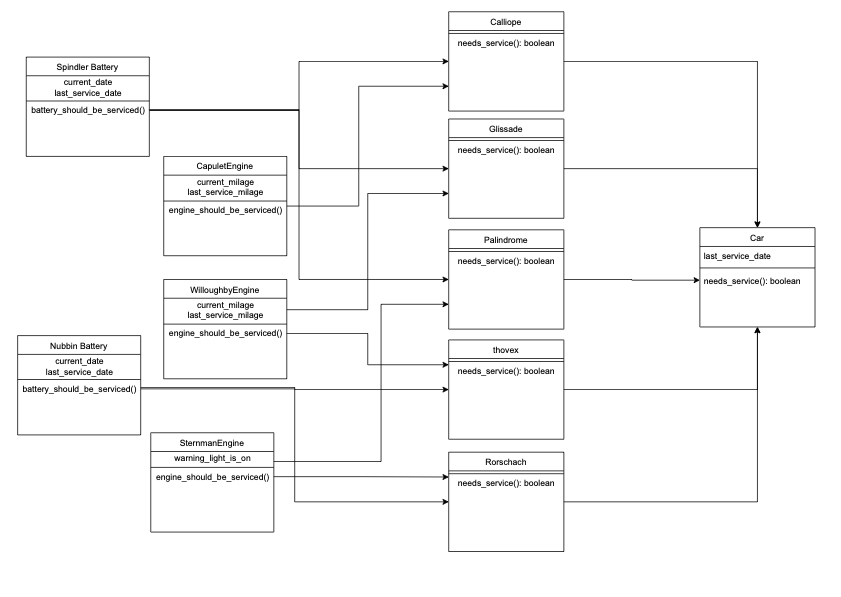 Calliope
needs_service(): boolean
Spindler Battery
current_date
last_service_date
battery_should_be_serviced()
Glissade
needs_service(): boolean
CapuletEngine
current_milage
last_service_milage
engine_should_be_serviced()
Palindrome
needs_service(): boolean
Car
last_service_date
needs_service(): boolean
WilloughbyEngine
current_milage
last_service_milage
engine_should_be_serviced()
Nubbin Battery
current_date
last_service_date
battery_should_be_serviced()
thovex
needs_service(): boolean
SternmanEngine
warning_light_is_on
engine_should_be_serviced()
Rorschach
needs_service(): boolean